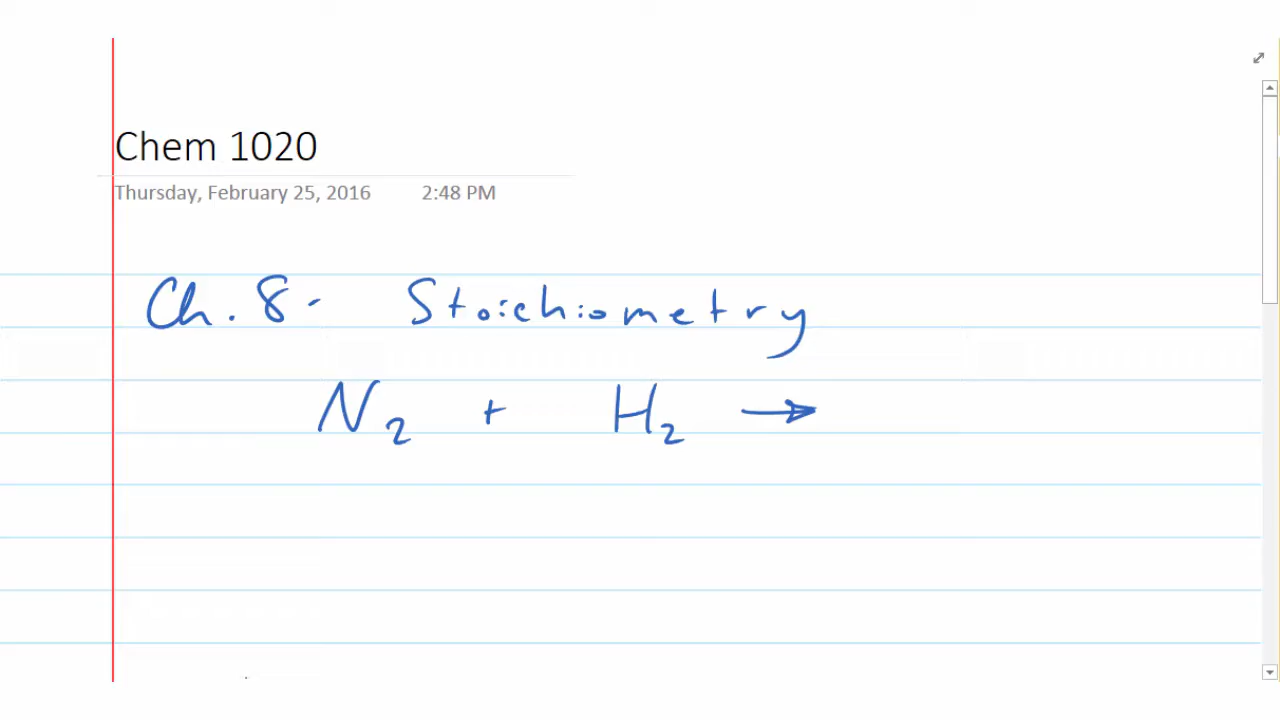 Chem 1020
Thursday, February 25, 2016 2:48 PM
Ch. 8- Stoichiometry
N₂ + H₂ →